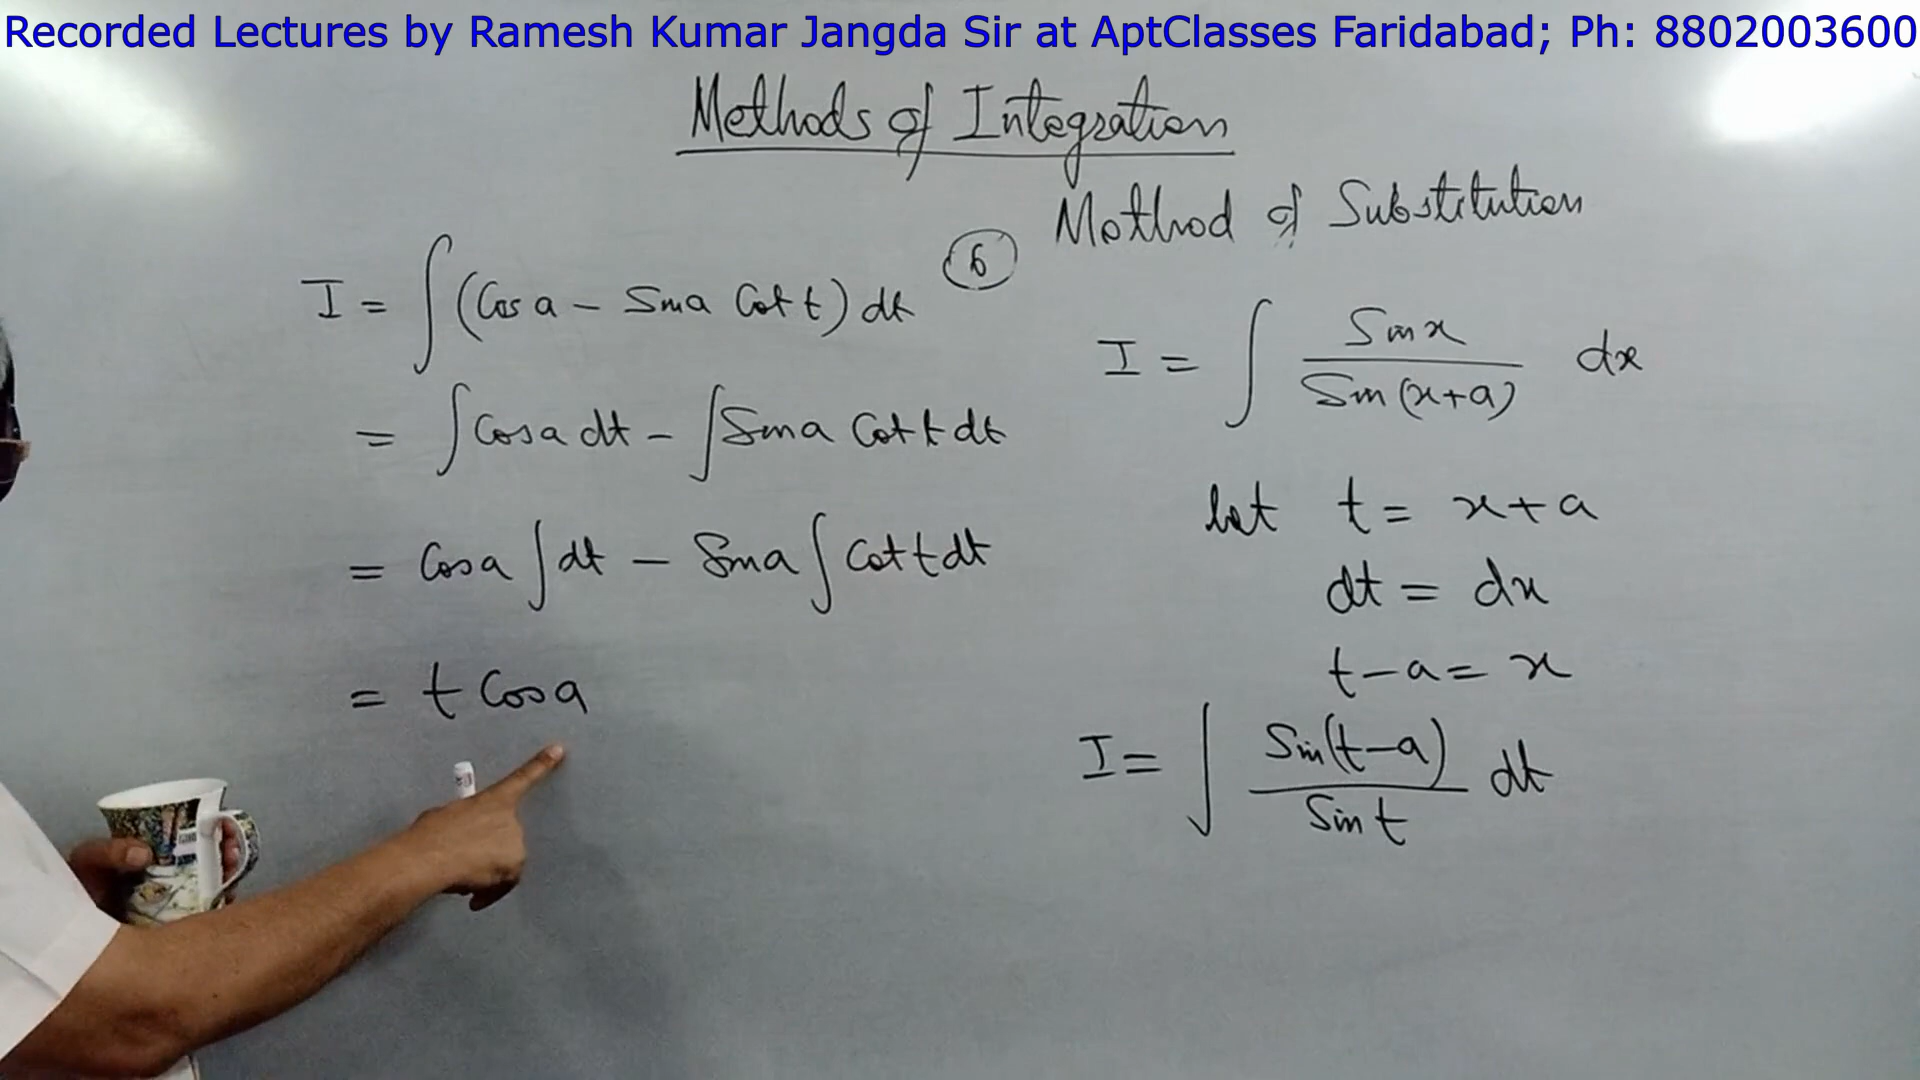 Recorded Lectures by Ramesh Kumar Jangda Sir at AptClasses Faridabad; Ph: 8802003600
Methods of Integration
Method of Substitution
6
I = ∫ Sin x / Sin (x+a) dx
let t = x+a
dt = dx
t-a = x
I = ∫ Sin(t-a) / Sin t dt
I = ∫ (Cos a - Sin a Cot t) dt
= ∫ Cos a dt - ∫ Sin a Cot t dt
= Cos a ∫ dt - Sin a ∫ Cot t dt
= t Cos a